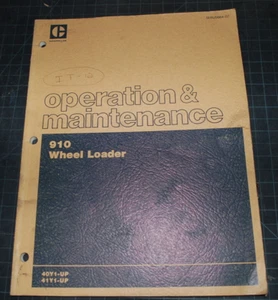 operation &
maintenance
910
Wheel Loader
40Y1-UP
41Y1-UP